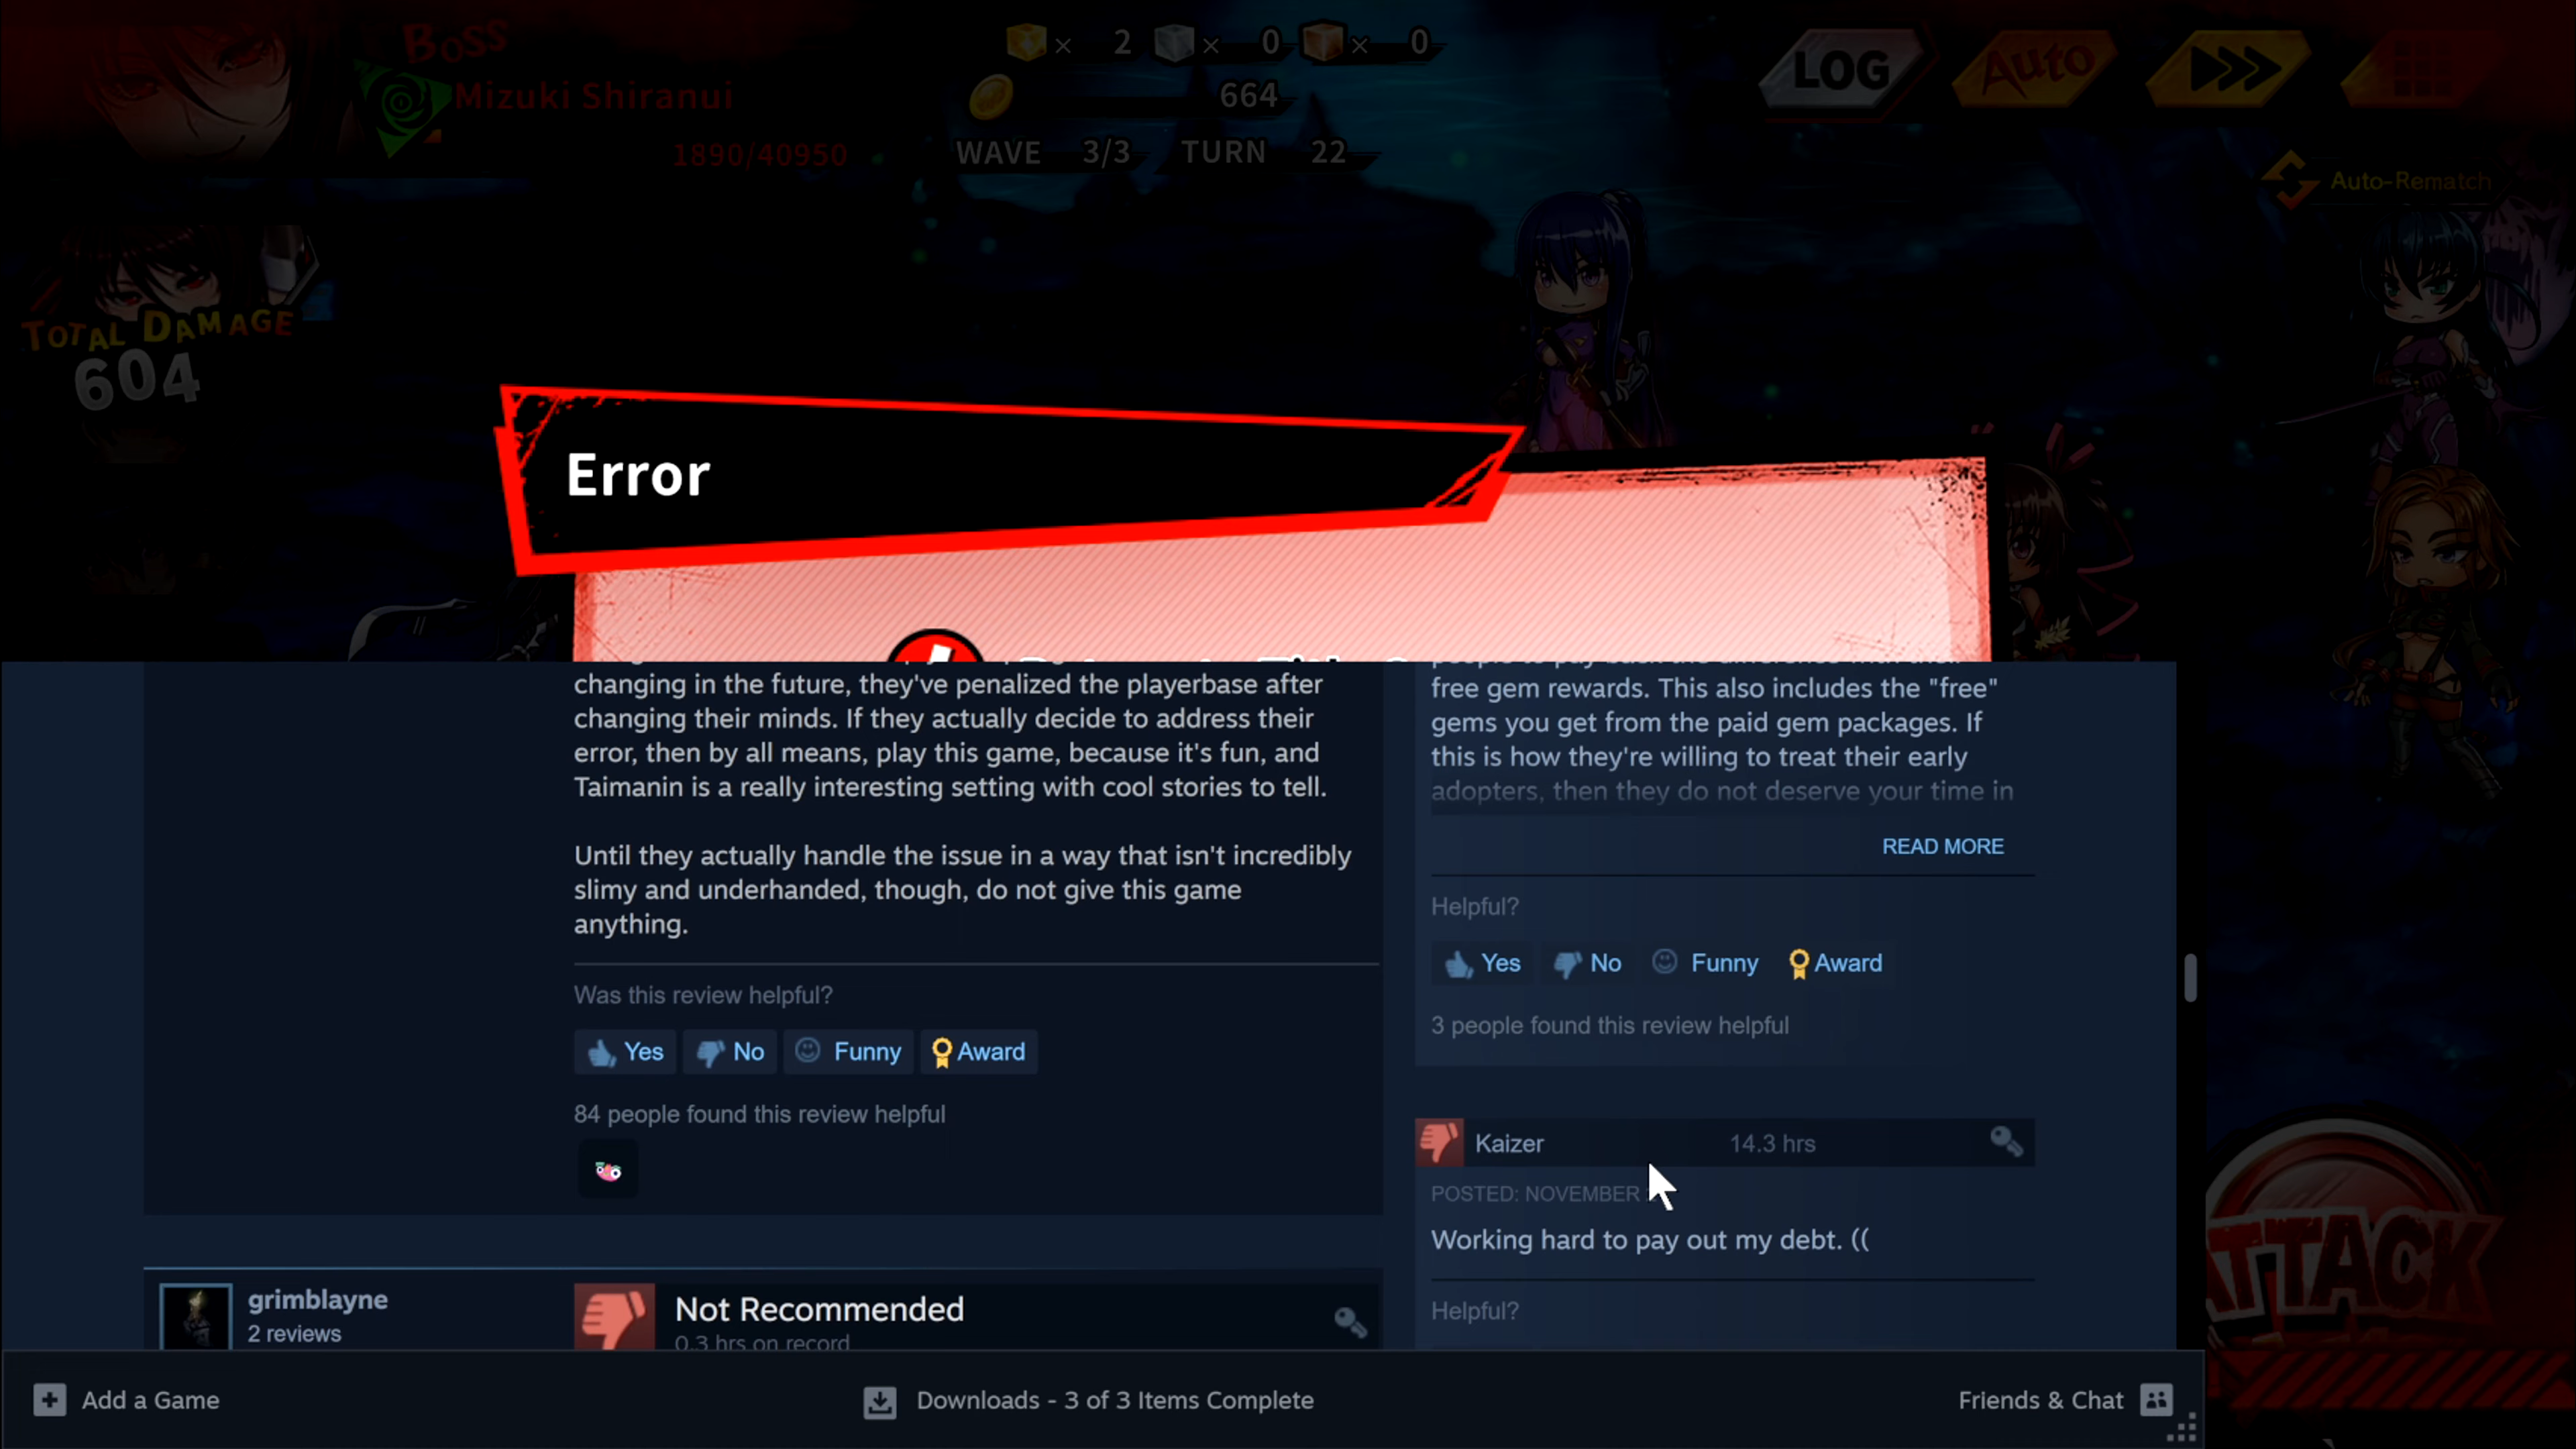 BOSS
Mizuki Shiranui
1890/40950
× 2 × 0 × 0
664
WAVE 3/3 TURN 22
LOG
AUTO
Auto-Rematch
TOTAL DAMAGE
604
Error
changing in the future, they've penalized the playerbase after
changing their minds. If they actually decide to address their
error, then by all means, play this game, because it's fun, and
Taimanin is a really interesting setting with cool stories to tell.
Until they actually handle the issue in a way that isn't incredibly
slimy and underhanded, though, do not give this game
anything.
Was this review helpful?
Yes No Funny Award
84 people found this review helpful
grimblayne
2 reviews
Not Recommended
0.3 hrs on record
free gem rewards. This also includes the "free"
gems you get from the paid gem packages. If
this is how they're willing to treat their early
adopters, then they do not deserve your time in
READ MORE
Helpful?
Yes No Funny Award
3 people found this review helpful
Kaizer 14.3 hrs
POSTED: NOVEMBER
Working hard to pay out my debt. ((
Helpful?
ATTACK
Add a Game
Downloads - 3 of 3 Items Complete
Friends & Chat